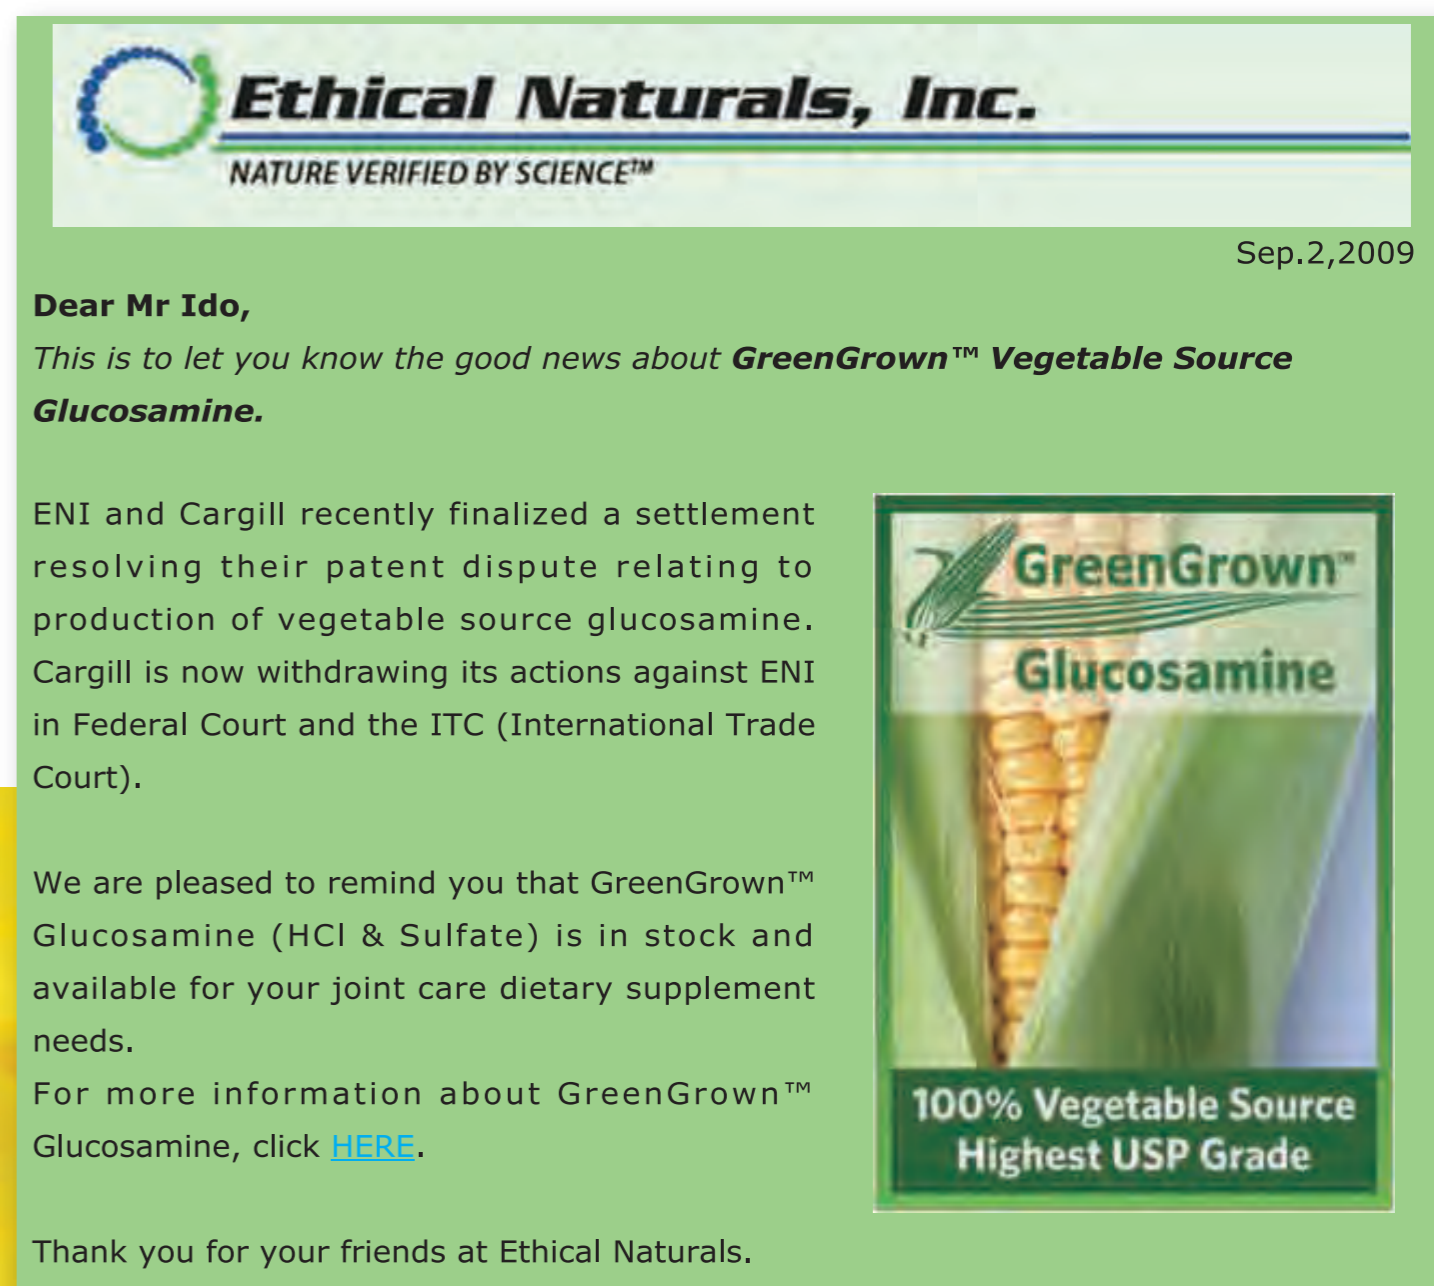 Ethical Naturals, Inc.
NATURE VERIFIED BY SCIENCE™
Sep.2,2009
Dear Mr Ido,
This is to let you know the good news about GreenGrown™ Vegetable Source
Glucosamine.
ENI and Cargill recently finalized a settlement
resolving their patent dispute relating to
production of vegetable source glucosamine.
Cargill is now withdrawing its actions against ENI
in Federal Court and the ITC (International Trade
Court).
We are pleased to remind you that GreenGrown™
Glucosamine (HCl & Sulfate) is in stock and
available for your joint care dietary supplement
needs.
For more information about GreenGrown™
Glucosamine, click HERE.
Thank you for your friends at Ethical Naturals.
GreenGrown™
Glucosamine
100% Vegetable Source
Highest USP Grade